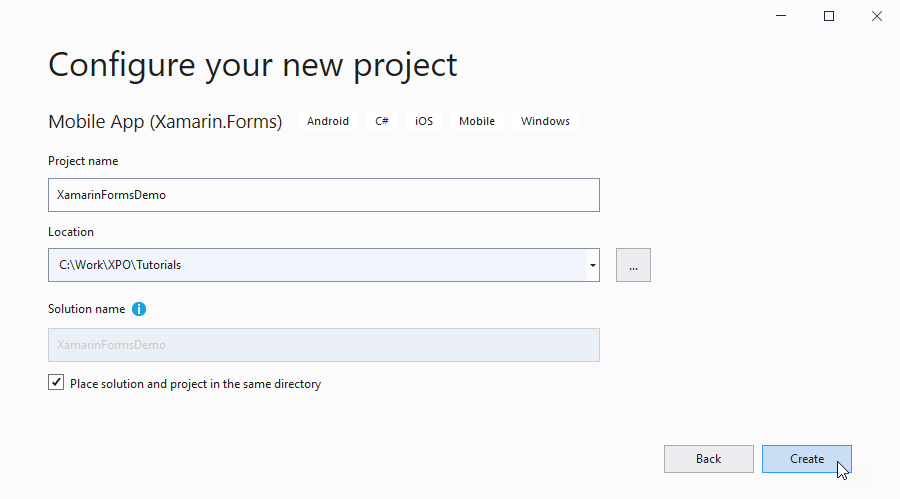 Configure your new project
Mobile App (Xamarin.Forms) Android C# iOS Mobile Windows
Project name
XamarinFormsDemo
Location
C:\Work\XPO\Tutorials
...
Solution name
XamarinFormsDemo
Place solution and project in the same directory
Back Create